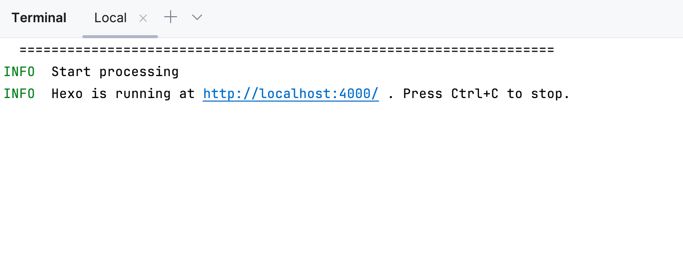 Terminal Local
===================================================================
INFO Start processing
INFO Hexo is running at http://localhost:4000/ . Press Ctrl+C to stop.